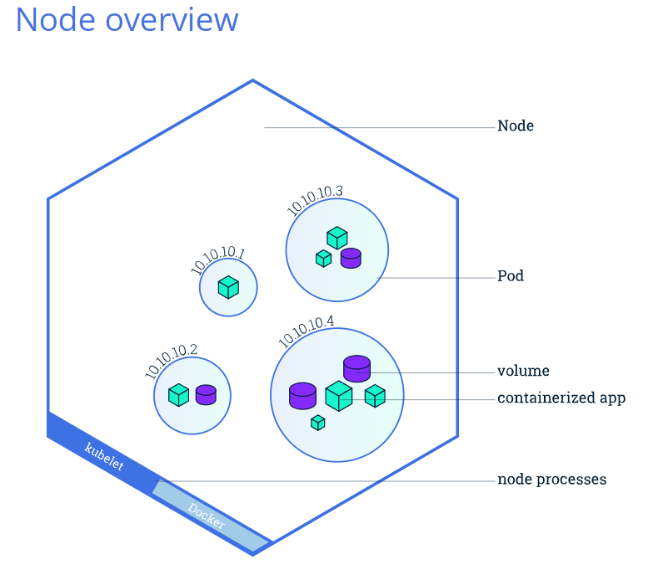 Node overview
Node
10.10.10.3
10.10.10.1
Pod
10.10.10.4
10.10.10.2
volume
containerized app
kubelet
node processes
Docker